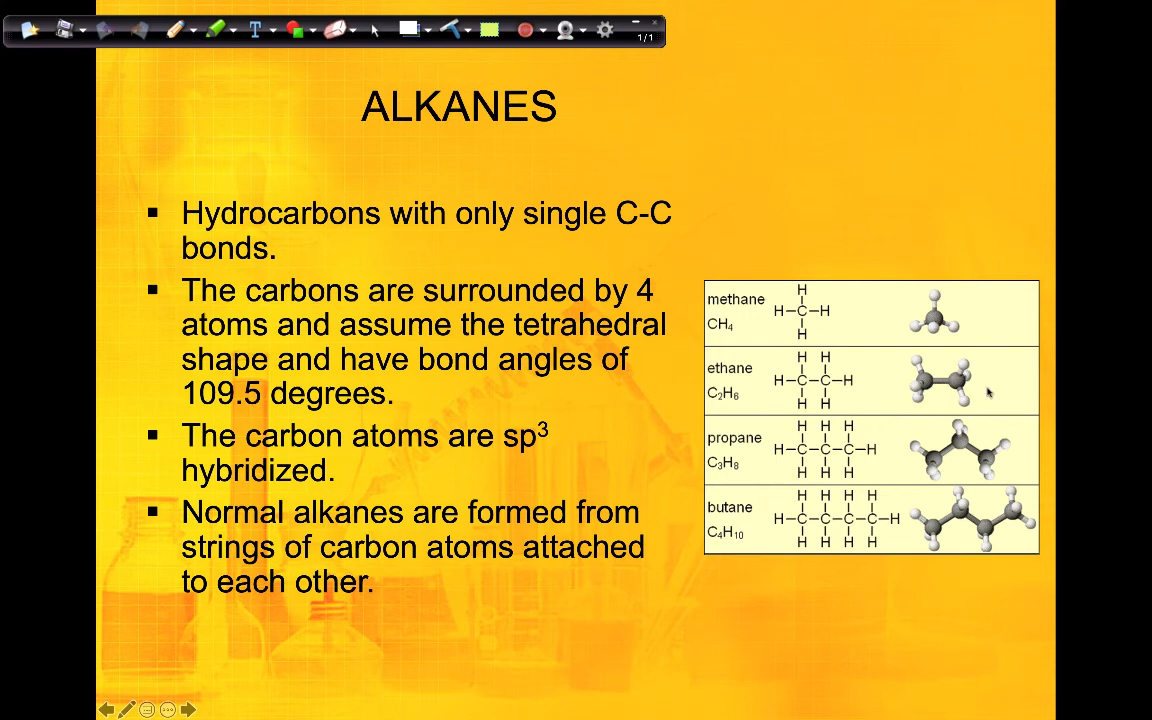 1/1
ALKANES
▪ Hydrocarbons with only single C-C
bonds.
▪ The carbons are surrounded by 4
atoms and assume the tetrahedral
shape and have bond angles of
109.5 degrees.
▪ The carbon atoms are sp³
hybridized.
▪ Normal alkanes are formed from
strings of carbon atoms attached
to each other.
H
methane
H–C–H
CH₄
H
H H
ethane
H–C–C–H
C₂H₆
H H
H H H
propane
H–C–C–C–H
C₃H₈
H H H
H H H H
butane
H–C–C–C–C–H
C₄H₁₀
H H H H